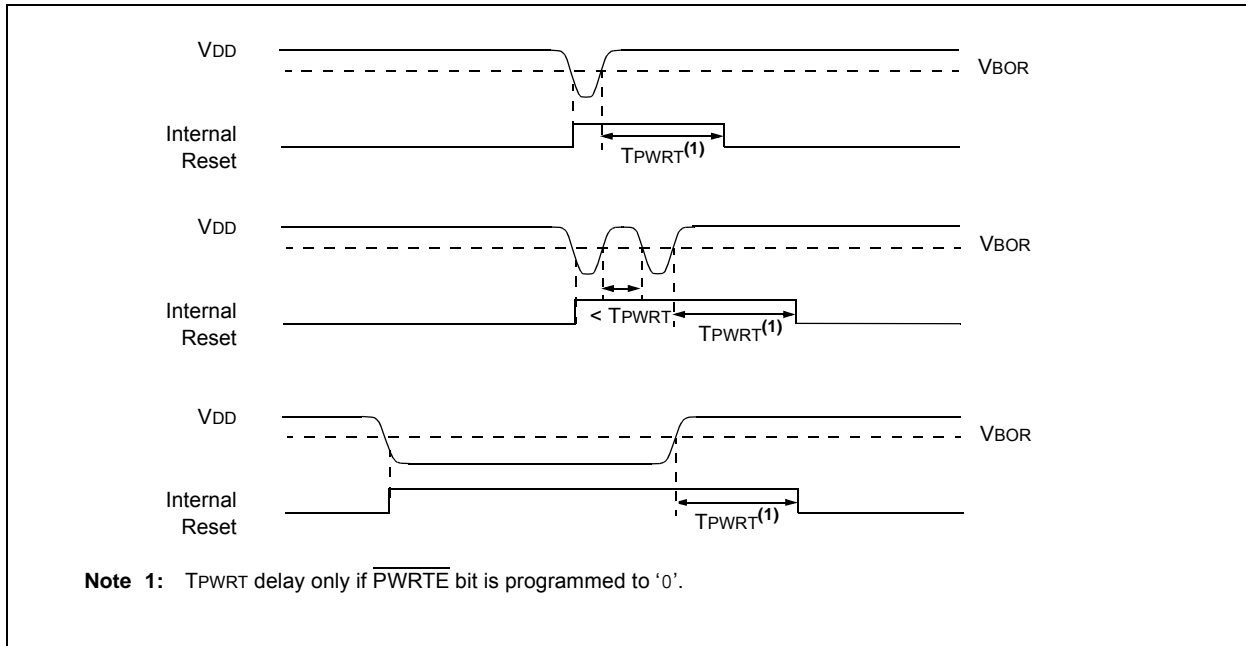 VDD
VBOR
Internal
Reset
TPWRT(1)
VDD
VBOR
Internal
Reset
< TPWRT
TPWRT(1)
VDD
VBOR
Internal
Reset
TPWRT(1)
Note 1: TPWRT delay only if P̅W̅R̅T̅E̅ bit is programmed to ‘0’.